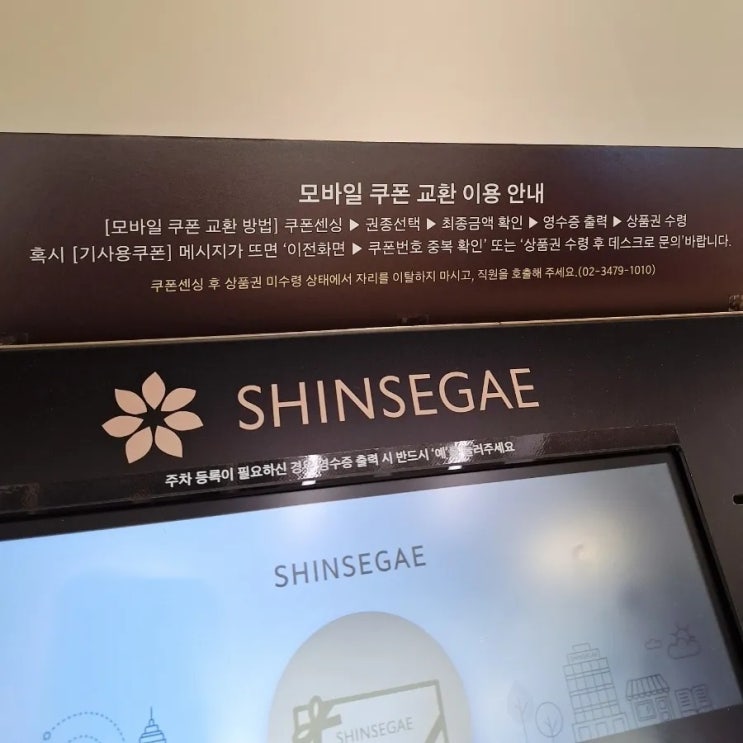 모바일 쿠폰 교환 이용 안내
[모바일 쿠폰 교환 방법] 쿠폰센싱 ▶ 권종선택 ▶ 최종금액 확인 ▶ 영수증 출력 ▶ 상품권 수령
혹시 [기사용쿠폰] 메시지가 뜨면 '이전화면 ▶ 쿠폰번호 중복 확인' 또는 '상품권 수령 후 데스크로 문의'바랍니다.
쿠폰센싱 후 상품권 미수령 상태에서 자리를 이탈하지 마시고, 직원을 호출해 주세요.(02-3479-1010)
SHINSEGAE
주차 등록이 필요하신 경우 영수증 출력 시 반드시 '예'를 눌러주세요
SHINSEGAE
SHINSEGAE